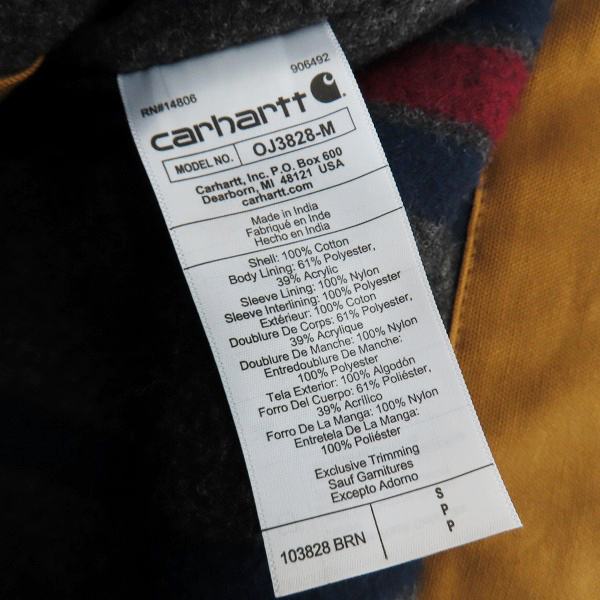 RN#14806 906492
carhartt
MODEL NO. OJ3828-M
Carhartt, Inc. P.O. Box 600
Dearborn, MI 48121 USA
carhartt.com
Made in India
Fabriqué en Inde
Hecho en India
Shell: 100% Cotton
Body Lining: 61% Polyester,
39% Acrylic
Sleeve Lining: 100% Nylon
Sleeve Interlining: 100% Polyester
Extérieur: 100% Coton
Doublure De Corps: 61% Polyester,
39% Acrylique
Doublure De Manche: 100% Nylon
Entredoublure De Manche:
100% Polyester
Tela Exterior: 100% Algodón
Forro Del Cuerpo: 61% Poliéster,
39% Acrílico
Forro De La Manga: 100% Nylon
Entretela De La Manga:
100% Poliéster
Exclusive Trimming
Sauf Garnitures
Excepto Adorno
103828 BRN
S
P
P